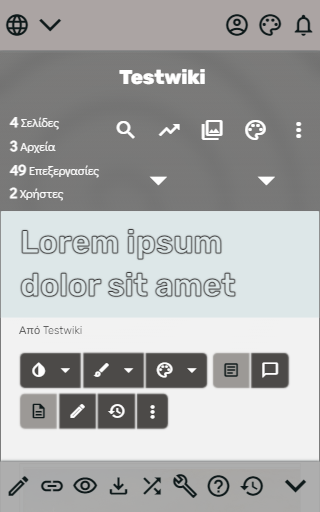 Testwiki
4 Σελίδες
3 Αρχεία
49 Επεξεργασίες
2 Χρήστες
Lorem ipsum
dolor sit amet
Από Testwiki